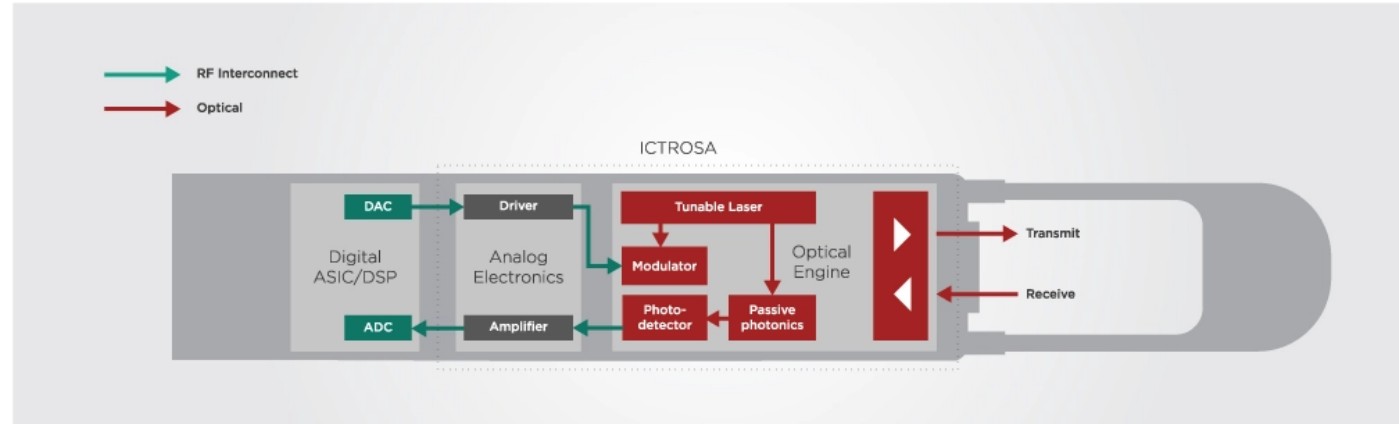 RF Interconnect
Optical
ICTROSA
DAC
Driver
Tunable Laser
Digital
ASIC/DSP
Analog
Electronics
Modulator
Optical
Engine
Transmit
Receive
ADC
Amplifier
Photo-
detector
Passive
photonics